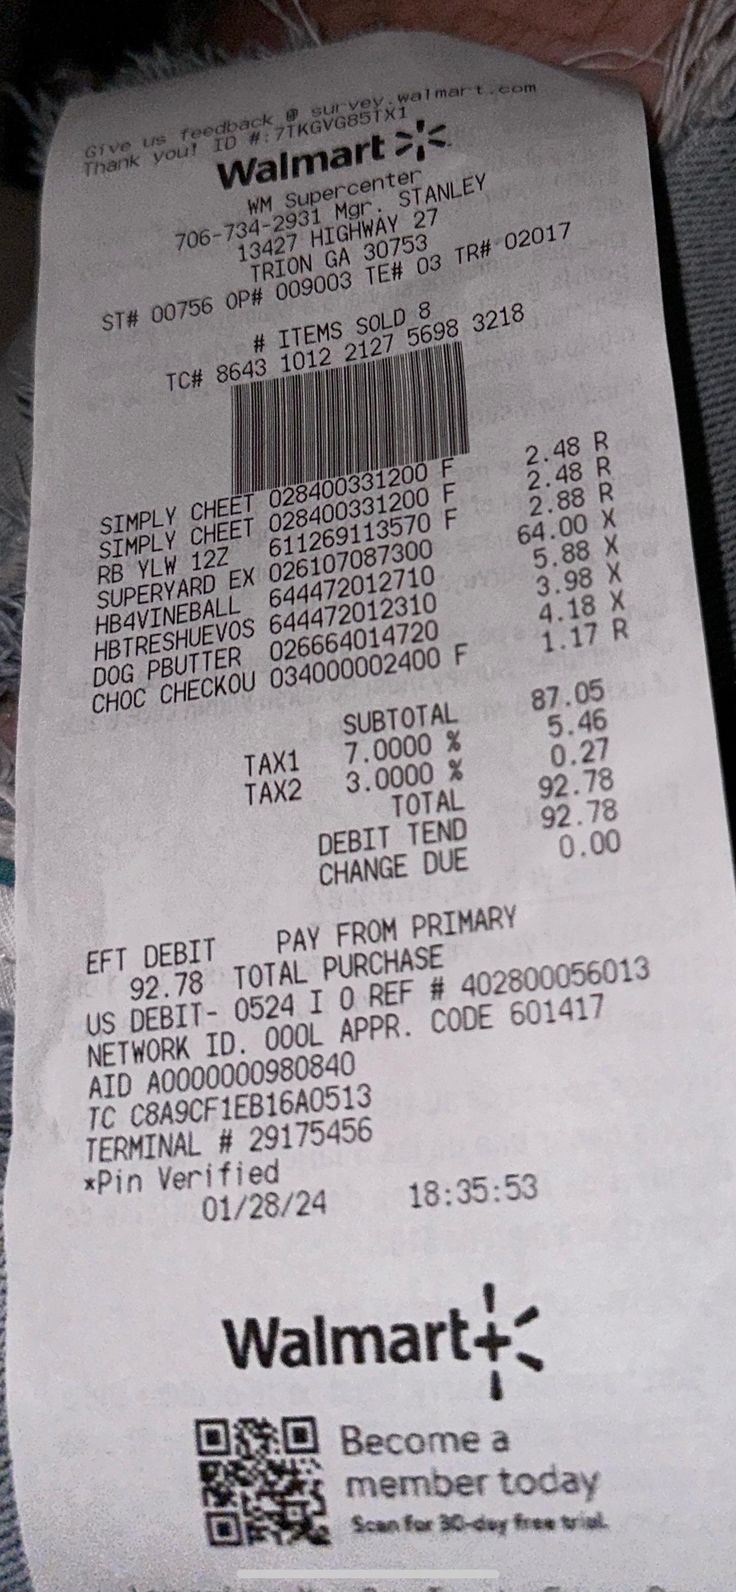 Give us feedback @ survey.walmart.com
Thank you! ID #:7TKGVG85TX1
Walmart
WM Supercenter
706-734-2931 Mgr. STANLEY
13427 HIGHWAY 27
TRION GA 30753
ST# 00756 OP# 009003 TE# 03 TR# 02017
# ITEMS SOLD 8
TC# 8643 1012 2127 5698 3218
SIMPLY CHEET 028400331200 F 2.48 R
SIMPLY CHEET 028400331200 F 2.48 R
RB YLW 12Z 611269113570 F 2.88 R
SUPERYARD EX 026107087300 64.00 X
HB4VINEBALL 644472012710 5.88 X
HBTRESHUEVOS 644472012310 3.98 X
DOG PBUTTER 026664014720 4.18 X
CHOC CHECKOU 034000002400 F 1.17 R
SUBTOTAL 87.05
TAX1 7.0000 % 5.46
TAX2 3.0000 % 0.27
TOTAL 92.78
DEBIT TEND 92.78
CHANGE DUE 0.00
EFT DEBIT PAY FROM PRIMARY
92.78 TOTAL PURCHASE
US DEBIT- 0524 I 0 REF # 402800056013
NETWORK ID. 000L APPR. CODE 601417
AID A0000000980840
TC C8A9CF1EB16A0513
TERMINAL # 29175456
*Pin Verified
01/28/24 18:35:53
Walmart+
Become a
member today
Scan for 30-day free trial.